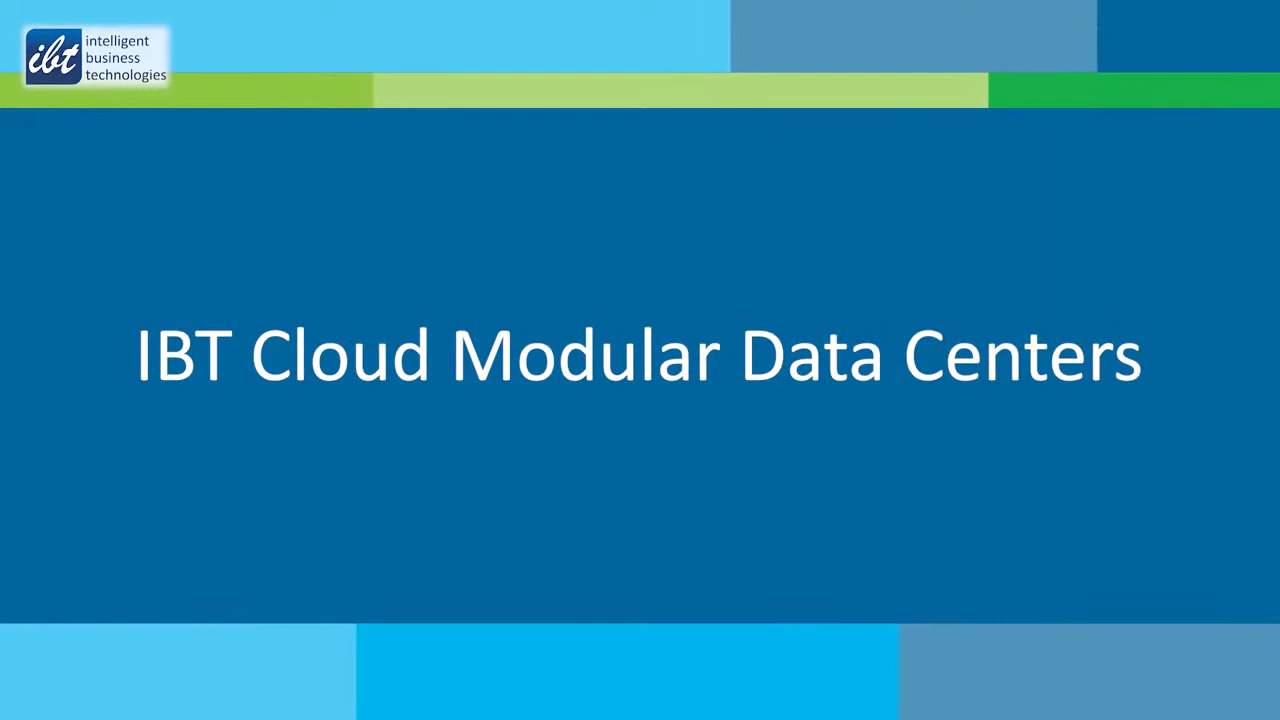 ibt
intelligent
business
technologies
IBT Cloud Modular Data Centers